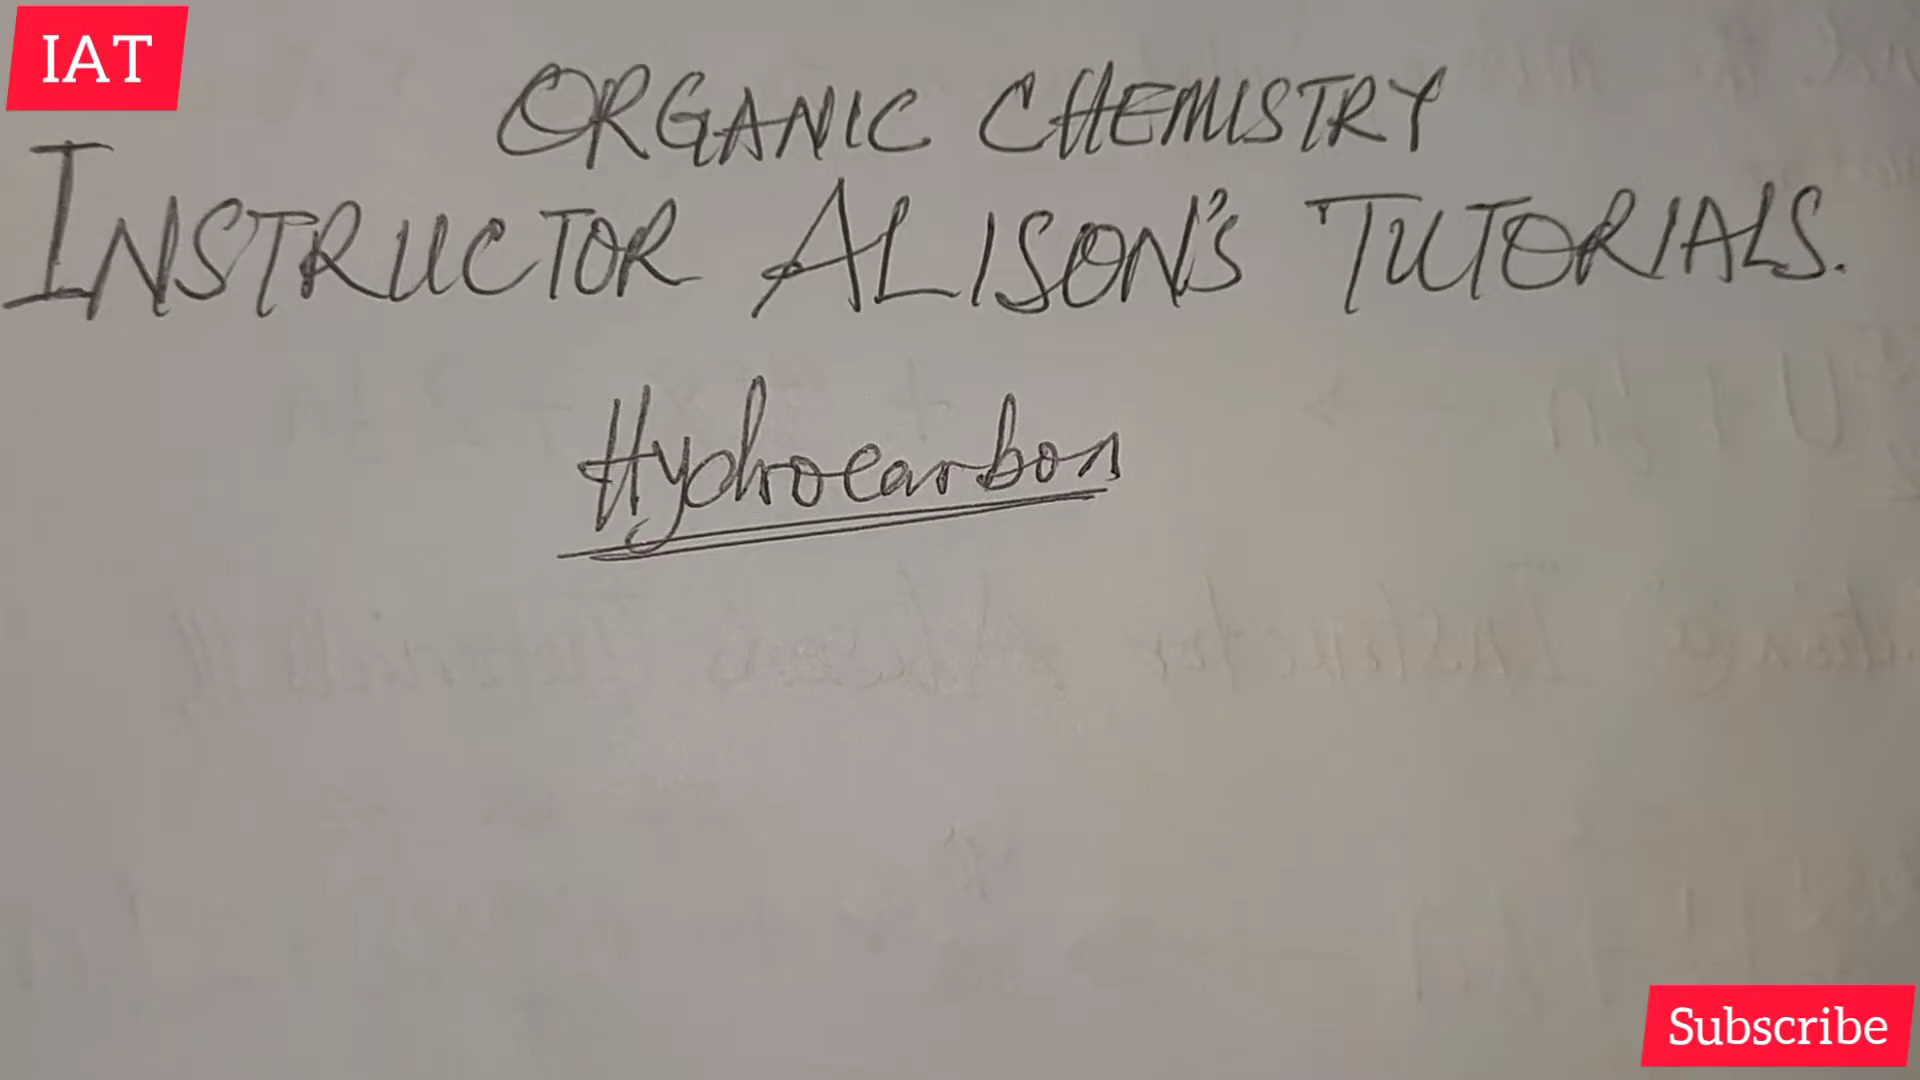 IAT
ORGANIC CHEMISTRY
INSTRUCTOR ALISON'S TUTORIALS.
Hydrocarbon
Subscribe